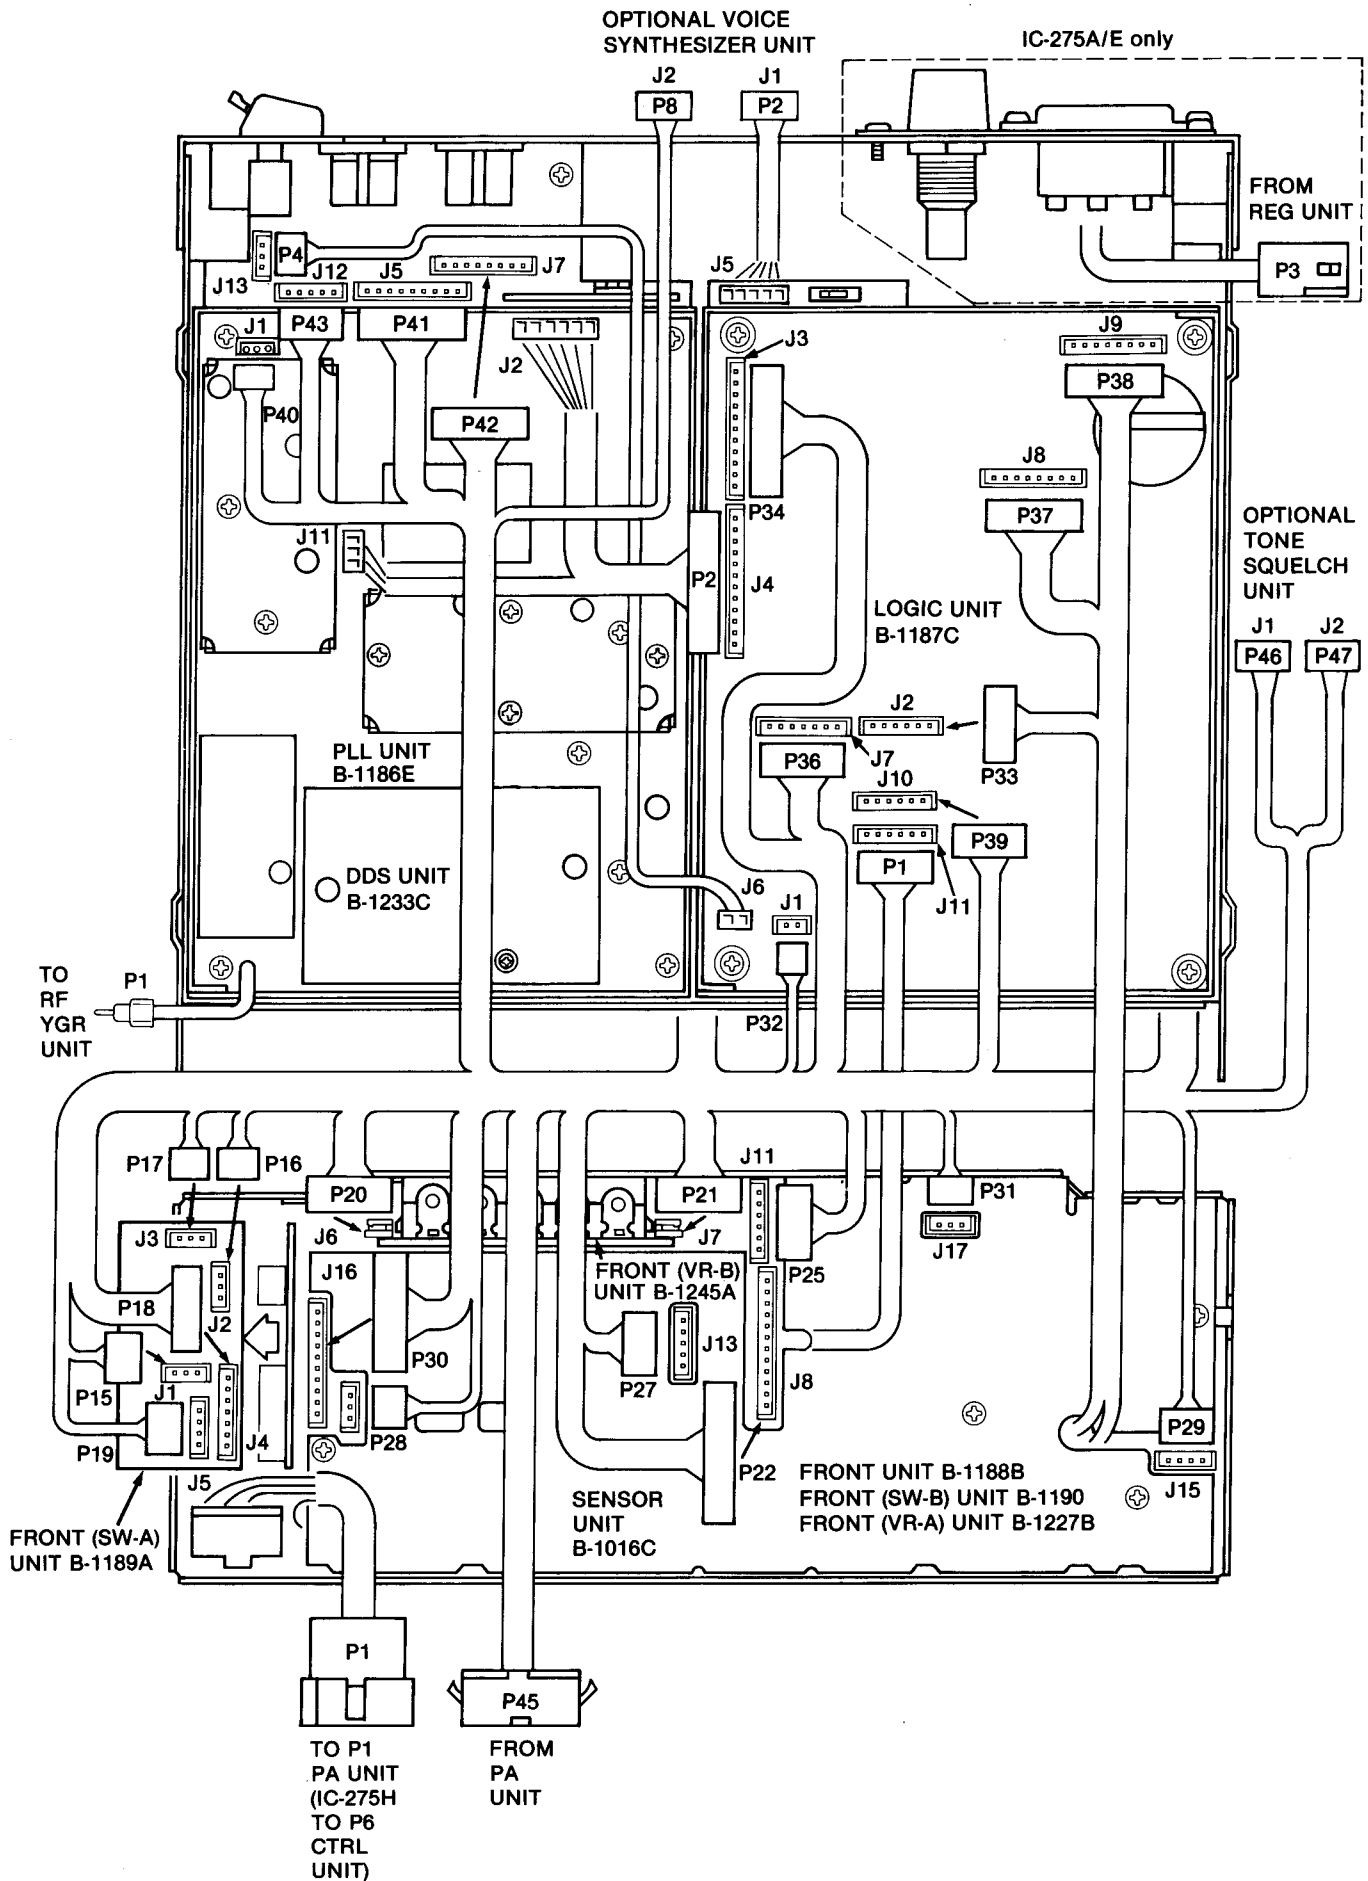 OPTIONAL VOICE
SYNTHESIZER UNIT
IC-275A/E only
J2
J1
P8
P2
FROM
REG UNIT
P3
P4
J13
J12
J5
J7
J5
J1
P43
P41
J2
J3
J9
P38
P40
P42
J8
P34
P37
J11
P2
J4
OPTIONAL
TONE
SQUELCH
UNIT
LOGIC UNIT
B-1187C
J1
J2
P46
P47
J2
J7
P36
P33
PLL UNIT
B-1186E
J10
P39
P1
DDS UNIT
B-1233C
J6
J1
J11
TO
RF
YGR
UNIT
P1
P32
P17
P16
J11
P20
P21
P31
J3
J6
J7
J17
J16
FRONT (VR-B)
UNIT B-1245A
P25
P18
J2
P30
J13
P15
J1
P27
J8
P19
J4
P28
P29
J5
P22
J15
FRONT (SW-A)
UNIT B-1189A
SENSOR
UNIT
B-1016C
FRONT UNIT B-1188B
FRONT (SW-B) UNIT B-1190
FRONT (VR-A) UNIT B-1227B
P1
P45
TO P1
PA UNIT
(IC-275H
TO P6
CTRL
UNIT)
FROM
PA
UNIT